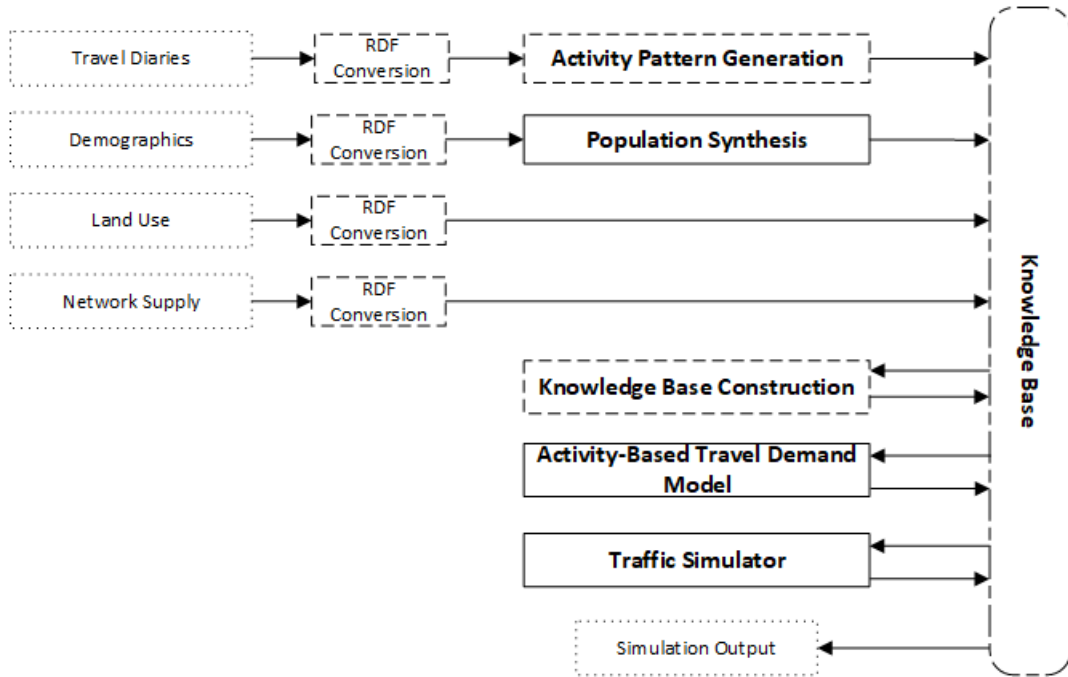 Travel Diaries
RDF
Conversion
Activity Pattern Generation
Demographics
RDF
Conversion
Population Synthesis
Land Use
RDF
Conversion
Network Supply
RDF
Conversion
Knowledge Base
Knowledge Base Construction
Activity-Based Travel Demand
Model
Traffic Simulator
Simulation Output